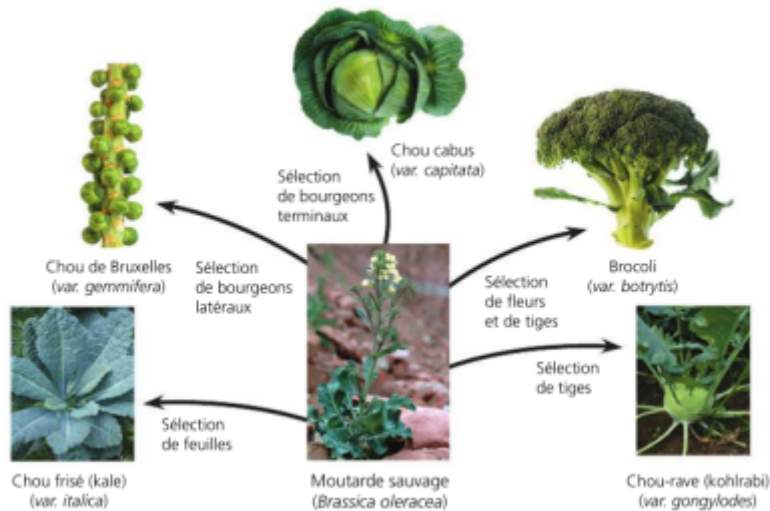 Chou cabus
(var. capitata)
Sélection
de bourgeons
terminaux
Chou de Bruxelles
(var. gemmifera)
Sélection
de bourgeons
latéraux
Brocoli
(var. botrytis)
Sélection
de fleurs
et de tiges
Sélection
de tiges
Sélection
de feuilles
Chou frisé (kale)
(var. italica)
Moutarde sauvage
(Brassica oleracea)
Chou-rave (kohlrabi)
(var. gongylodes)